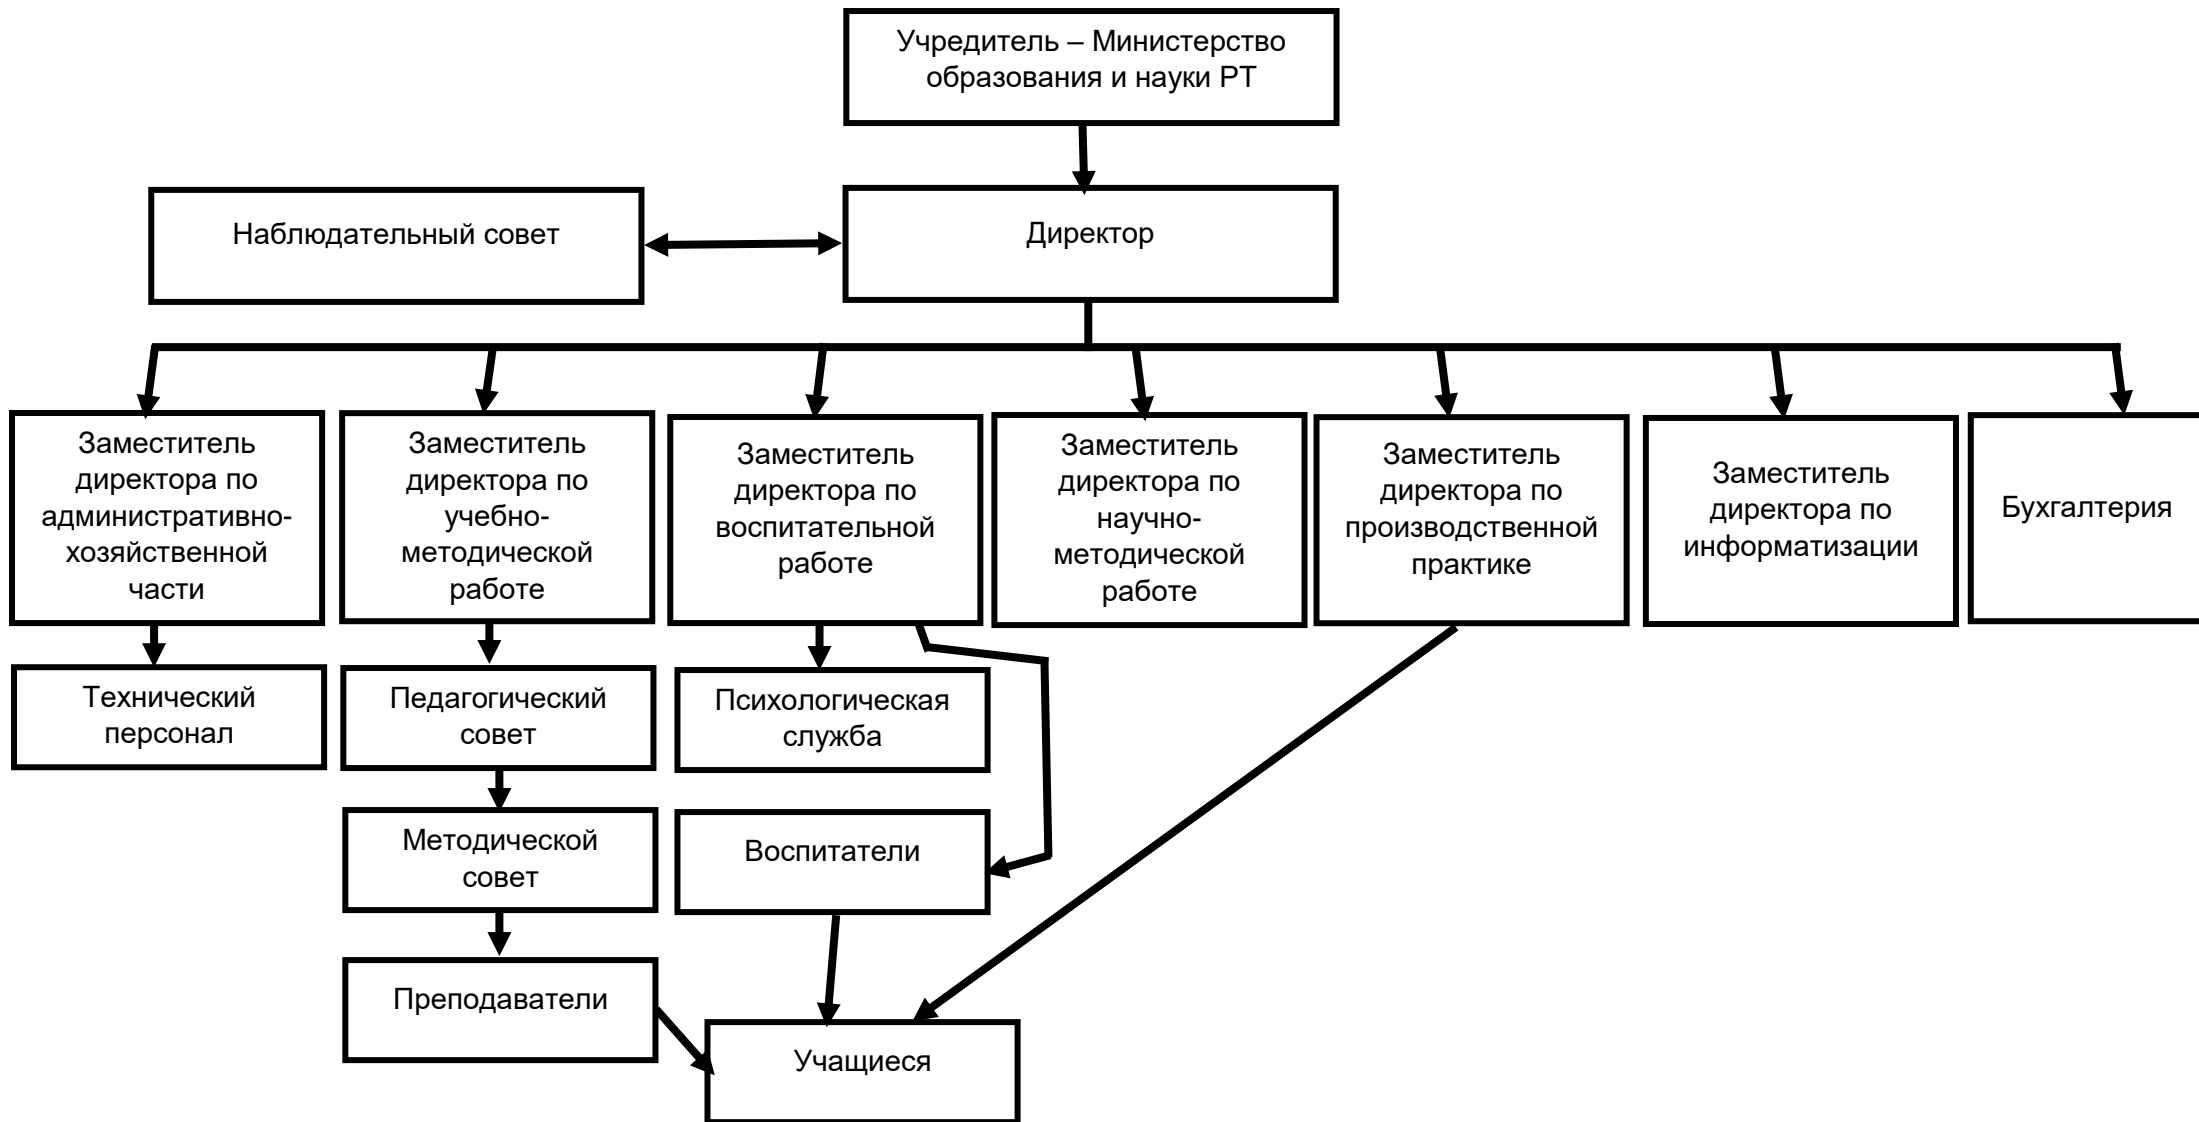 Учредитель – Министерство
образования и науки РТ
Наблюдательный совет
Директор
Заместитель
директора по
административно-
хозяйственной
части
Заместитель
директора по
учебно-
методической
работе
Заместитель
директора по
воспитательной
работе
Заместитель
директора по
научно-
методической
работе
Заместитель
директора по
производственной
практике
Заместитель
директора по
информатизации
Бухгалтерия
Технический
персонал
Педагогический
совет
Психологическая
служба
Методической
совет
Воспитатели
Преподаватели
Учащиеся